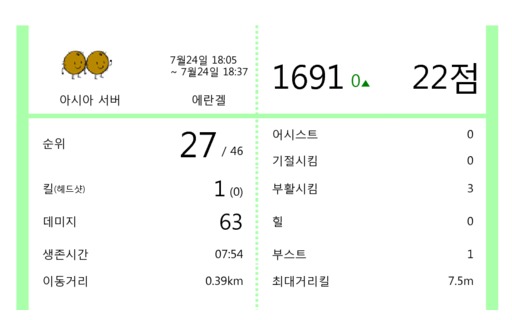 아시아 서버
7월24일 18:05
~ 7월24일 18:37
에란겔
1691 0▲
22점
순위 27 / 46
킬(헤드샷) 1 (0)
데미지 63
생존시간 07:54
이동거리 0.39km
어시스트 0
기절시킴 0
부활시킴 3
힐 0
부스트 1
최대거리킬 7.5m